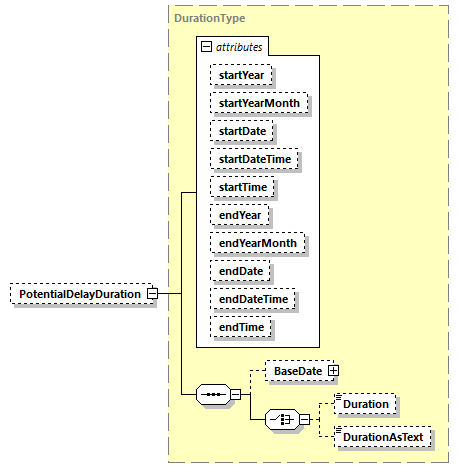 DurationType
attributes
startYear
startYearMonth
startDate
startDateTime
startTime
endYear
endYearMonth
endDate
endDateTime
endTime
PotentialDelayDuration
BaseDate
Duration
DurationAsText